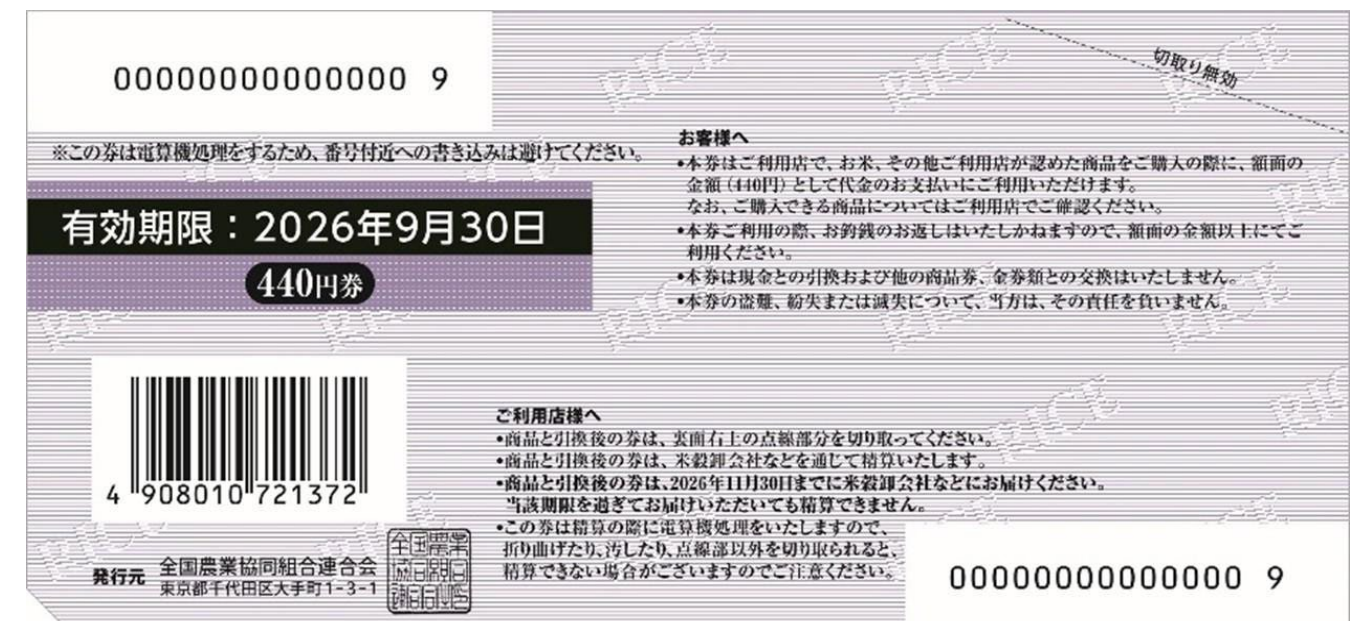 00000000000000 9
※この券は電算機処理をするため、番号付近への書き込みは避けてください。
有効期限：2026年9月30日
440円券
切取り無効
お客様へ
•本券はご利用店で、お米、その他ご利用店が認めた商品をご購入の際に、額面の
金額（440円）として代金のお支払いにご利用いただけます。
なお、ご購入できる商品についてはご利用店でご確認ください。
•本券ご利用の際、お釣銭のお返しはいたしかねますので、額面の金額以上にてご
利用ください。
•本券は現金との引換および他の商品券、金券類との交換はいたしません。
•本券の盗難、紛失または滅失について、当方は、その責任を負いません。
4 908010 721372
発行元 全国農業協同組合連合会
東京都千代田区大手町1-3-1
ご利用店様へ
•商品と引換後の券は、裏面右上の点線部分を切り取ってください。
•商品と引換後の券は、米穀卸会社などを通じて精算いたします。
•商品と引換後の券は、2026年11月30日までに米穀卸会社などにお届けください。
当該期限を過ぎてお届けいただいても精算できません。
•この券は精算の際に電算機処理をいたしますので、
折り曲げたり、汚したり、点線部以外を切り取られると、
精算できない場合がございますのでご注意ください。
00000000000000 9
RICE
RICE
RICE
RICE
RICE
RICE
RICE
RICE